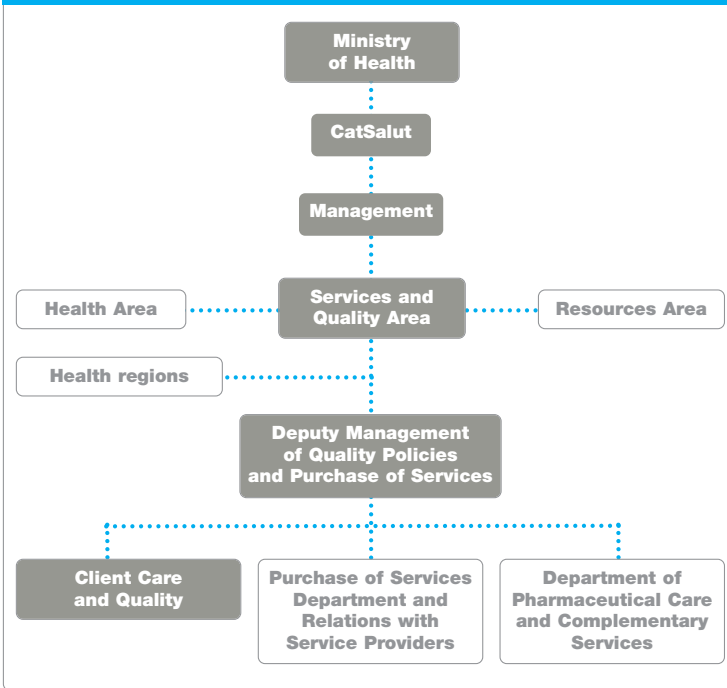 Ministry
of Health
CatSalut
Management
Health Area
Services and
Quality Area
Resources Area
Health regions
Deputy Management
of Quality Policies
and Purchase of Services
Client Care
and Quality
Purchase of Services
Department and
Relations with
Service Providers
Department of
Pharmaceutical Care
and Complementary
Services